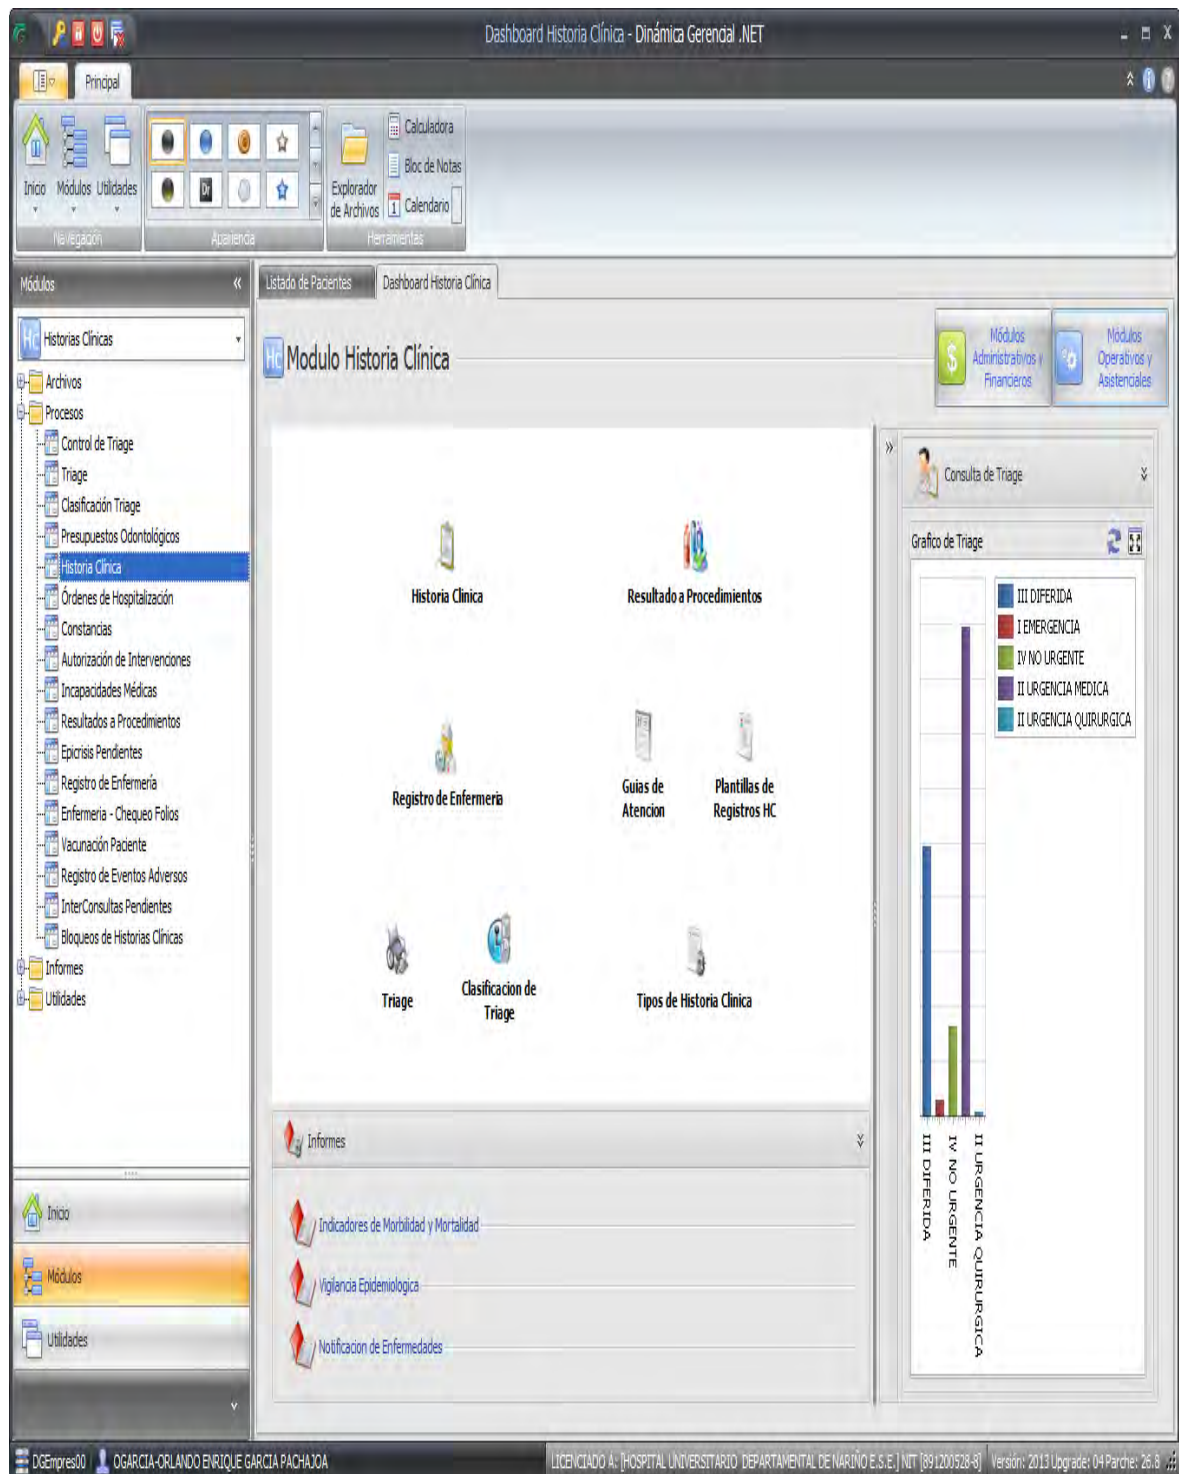 Dashboard Historia Clínica - Dinámica Gerencial .NET
Principal
Inicio
Módulos
Utilidades
Navegación
Dr
Apariencia
Explorador
de Archivos
Calculadora
Bloc de Notas
1 Calendario
Herramientas
Módulos
Listado de Pacientes
Dashboard Historia Clínica
Hc Historias Clínicas
Archivos
Procesos
Control de Triage
Triage
Clasificación Triage
Presupuestos Odontológicos
Historia Clínica
Órdenes de Hospitalización
Constancias
Autorización de Intervenciones
Incapacidades Médicas
Resultados a Procedimientos
Epicrisis Pendientes
Registro de Enfermería
Enfermeria - Chequeo Folios
Vacunación Paciente
Registro de Eventos Adversos
InterConsultas Pendientes
Bloqueos de Historias Clínicas
Informes
Utilidades
Inicio
Módulos
Utilidades
Hc Modulo Historia Clínica
$ Módulos
Administrativos y
Financieros
Módulos
Operativos y
Asistenciales
Historia Clinica
Resultado a Procedimientos
Registro de Enfermeria
Guias de
Atencion
Plantillas de
Registros HC
Triage
Clasificacion de
Triage
Tipos de Historia Clinica
Informes
Indicadores de Morbilidad y Mortalidad
Vigilancia Epidemiologica
Notificacion de Enfermedades
Consulta de Triage
Grafico de Triage
III DIFERIDA
I EMERGENCIA
IV NO URGENTE
II URGENCIA MEDICA
II URGENCIA QUIRURGICA
III DIFERIDA
IV NO URGENTE
II URGENCIA QUIRURGICA
DGEmpres00
OGARCIA-ORLANDO ENRIQUE GARCIA PACHAJOA
LICENCIADO A: [HOSPITAL UNIVERSITARIO DEPARTAMENTAL DE NARIÑO E.S.E.] NIT [891200528-8]
Versión: 2013 Upgrade: 04 Parche: 26.8